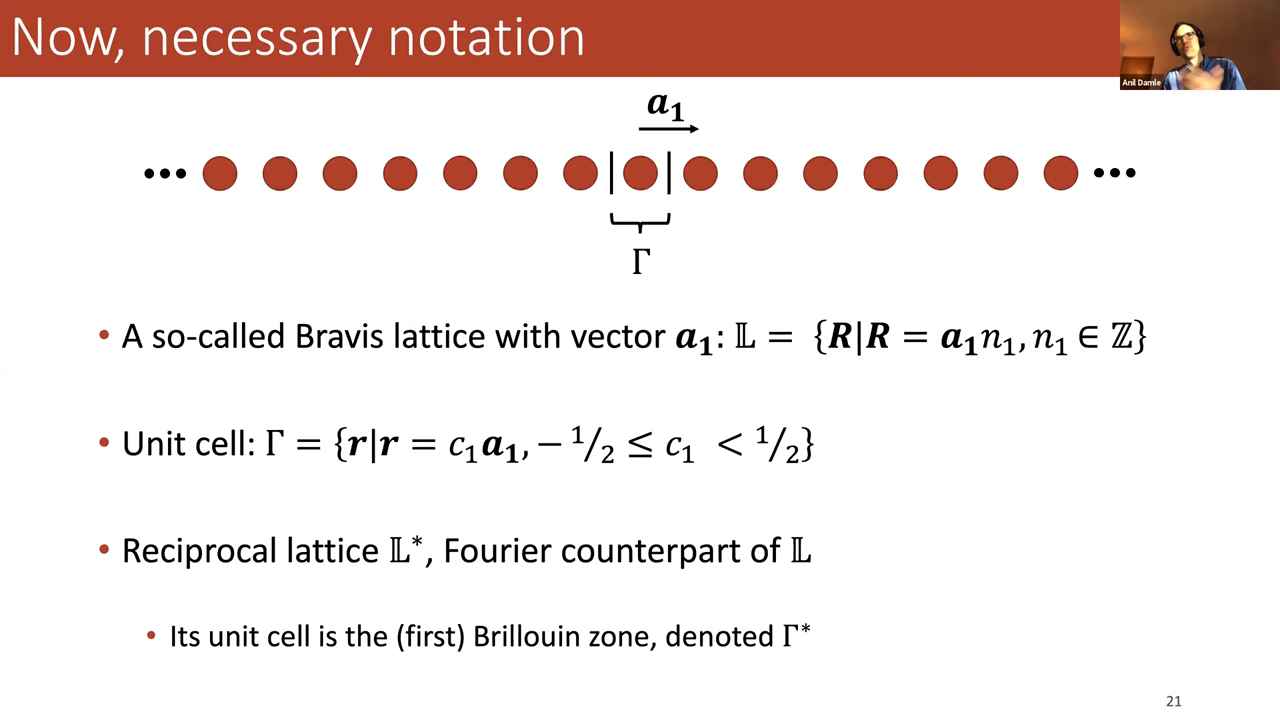 Now, necessary notation
Anil Damle
𝒂₁
••• | | •••
Γ
• A so-called Bravis lattice with vector 𝒂₁: 𝕃 = {𝑹|𝑹 = 𝒂₁𝑛₁, 𝑛₁ ∈ ℤ}
• Unit cell: Γ = {𝒓|𝒓 = 𝑐₁𝒂₁, − 1/2 ≤ 𝑐₁ < 1/2}
• Reciprocal lattice 𝕃*, Fourier counterpart of 𝕃
• Its unit cell is the (first) Brillouin zone, denoted Γ*
21